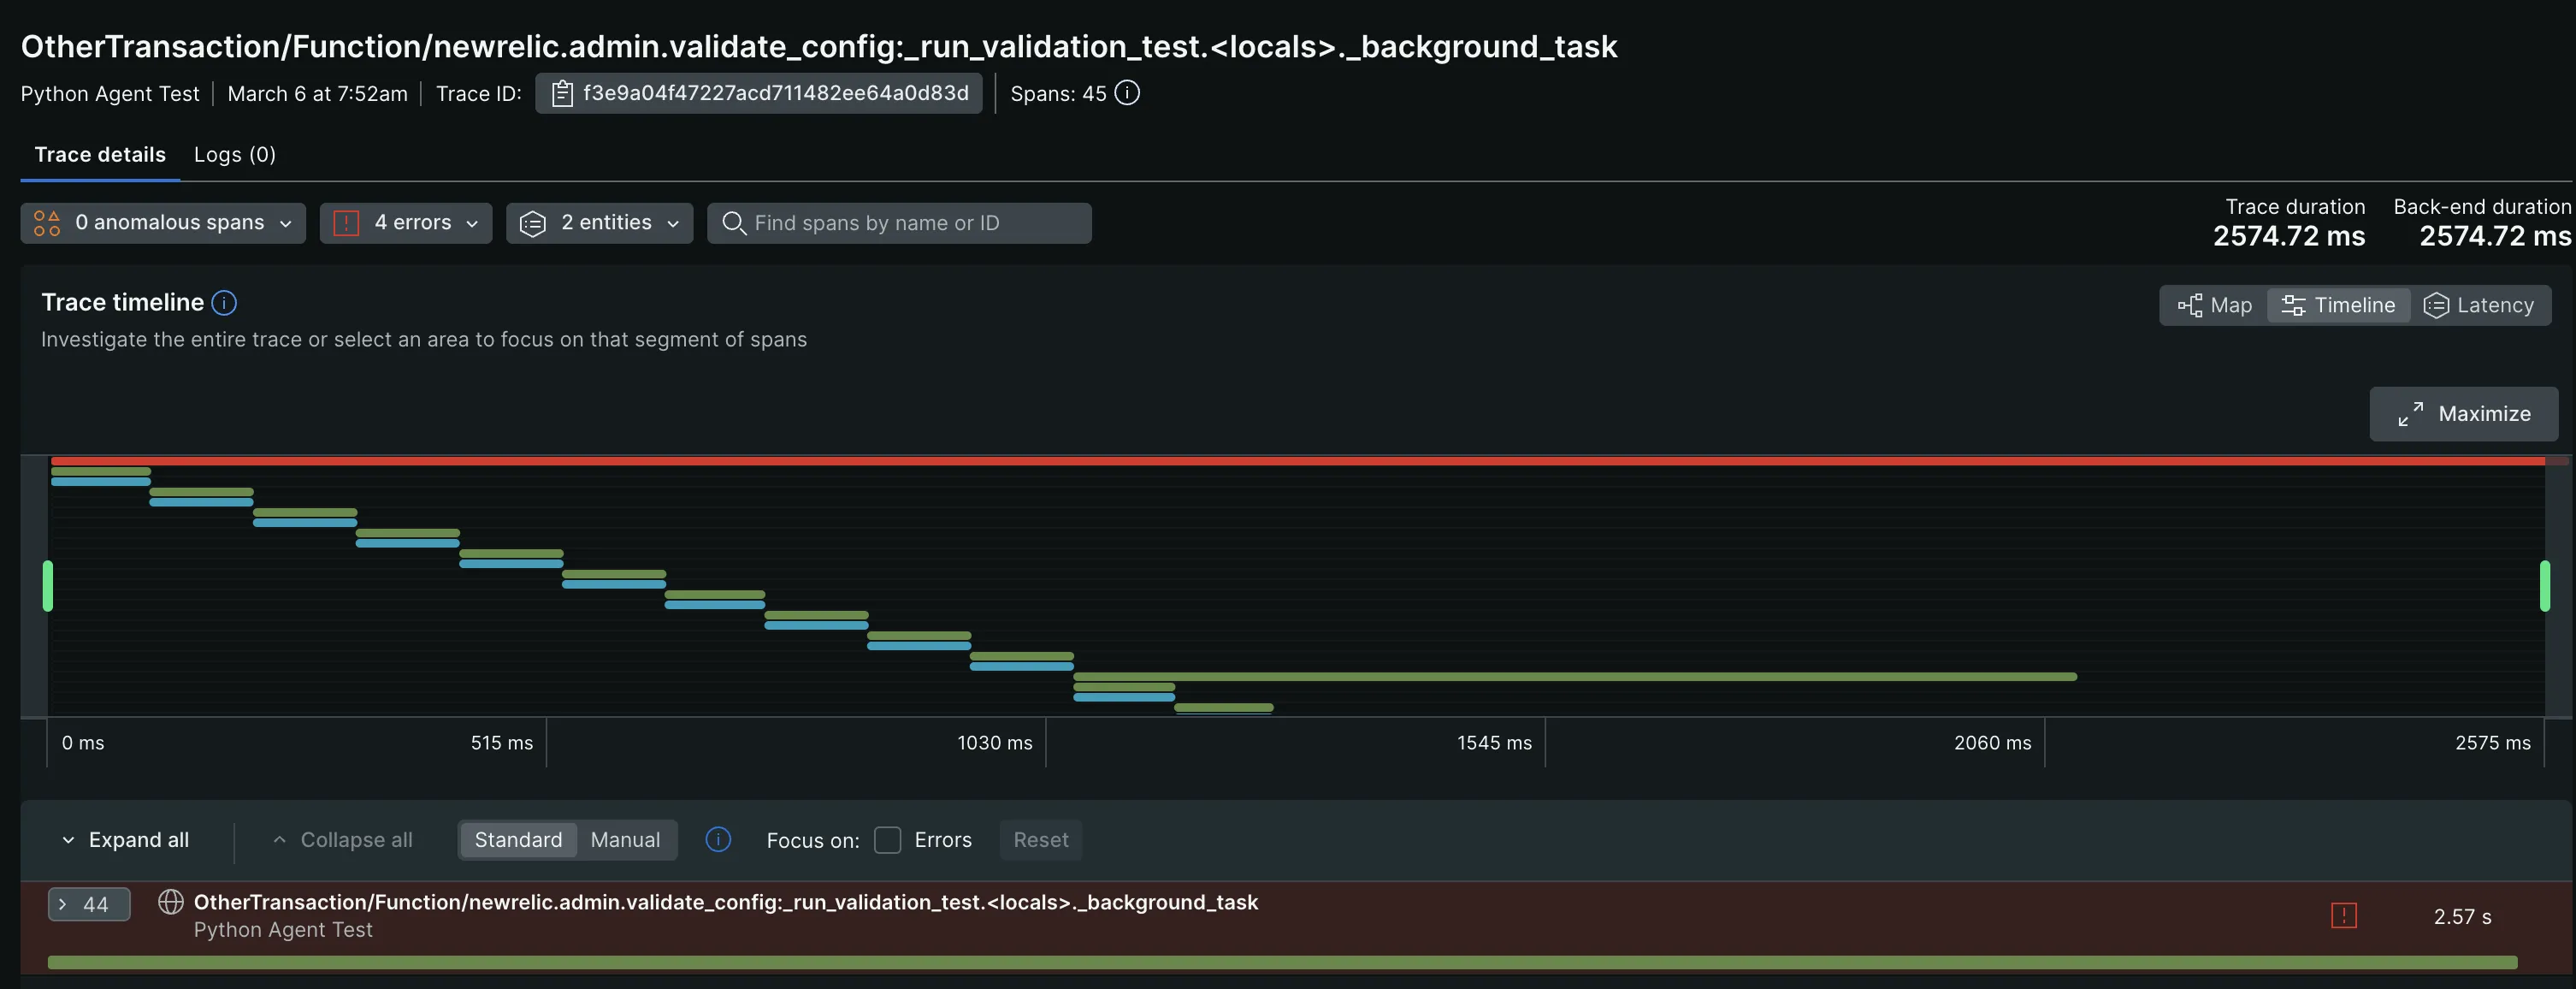 OtherTransaction/Function/newrelic.admin.validate_config:_run_validation_test.<locals>._background_task
Python Agent Test | March 6 at 7:52am | Trace ID: f3e9a04f47227acd711482ee64a0d83d | Spans: 45
Trace details Logs (0)
0 anomalous spans 4 errors 2 entities Find spans by name or ID
Trace duration Back-end duration
2574.72 ms 2574.72 ms
Trace timeline
Map Timeline Latency
Investigate the entire trace or select an area to focus on that segment of spans
Maximize
0 ms 515 ms 1030 ms 1545 ms 2060 ms 2575 ms
Expand all Collapse all Standard Manual Focus on: Errors Reset
44 OtherTransaction/Function/newrelic.admin.validate_config:_run_validation_test.<locals>._background_task
Python Agent Test
2.57 s